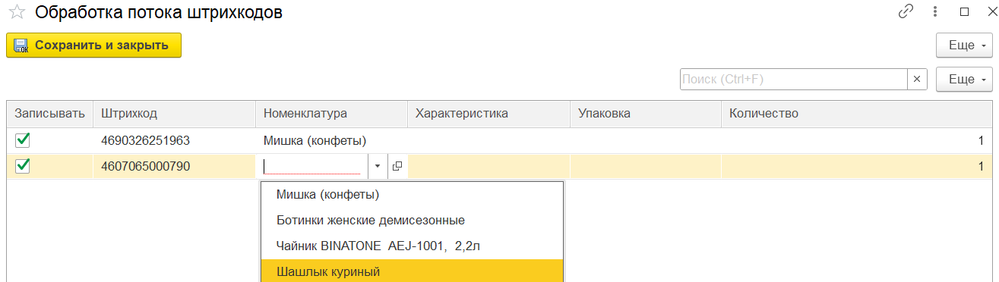 Обработка потока штрихкодов
Сохранить и закрыть Еще
Поиск (Ctrl+F) × Еще
Записывать Штрихкод Номенклатура Характеристика Упаковка Количество
4690326251963 Мишка (конфеты) 1
4607065000790 1
Мишка (конфеты)
Ботинки женские демисезонные
Чайник BINATONE AEJ-1001, 2,2л
Шашлык куриный